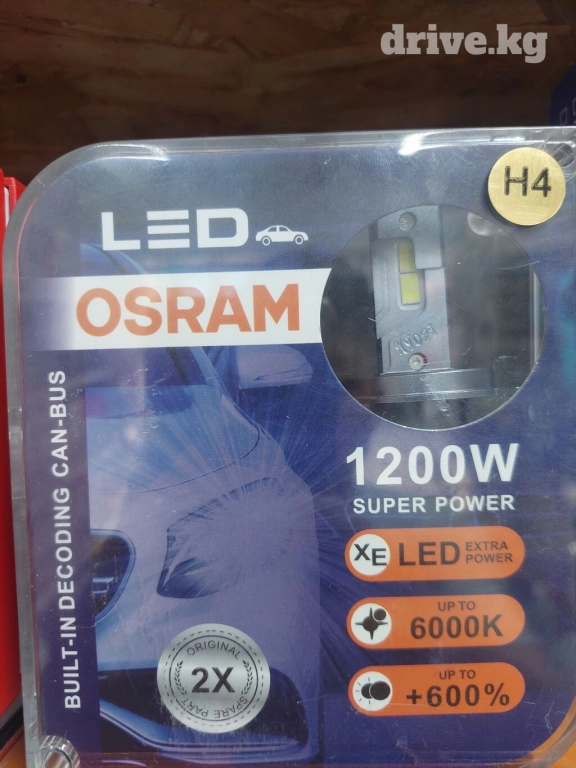 drive.kg
H4
LED
OSRAM
BUILT-IN DECODING CAN-BUS
1200W
SUPER POWER
XE LED EXTRA POWER
UP TO
6000K
UP TO
+600%
ORIGINAL
2X
SPARE PART